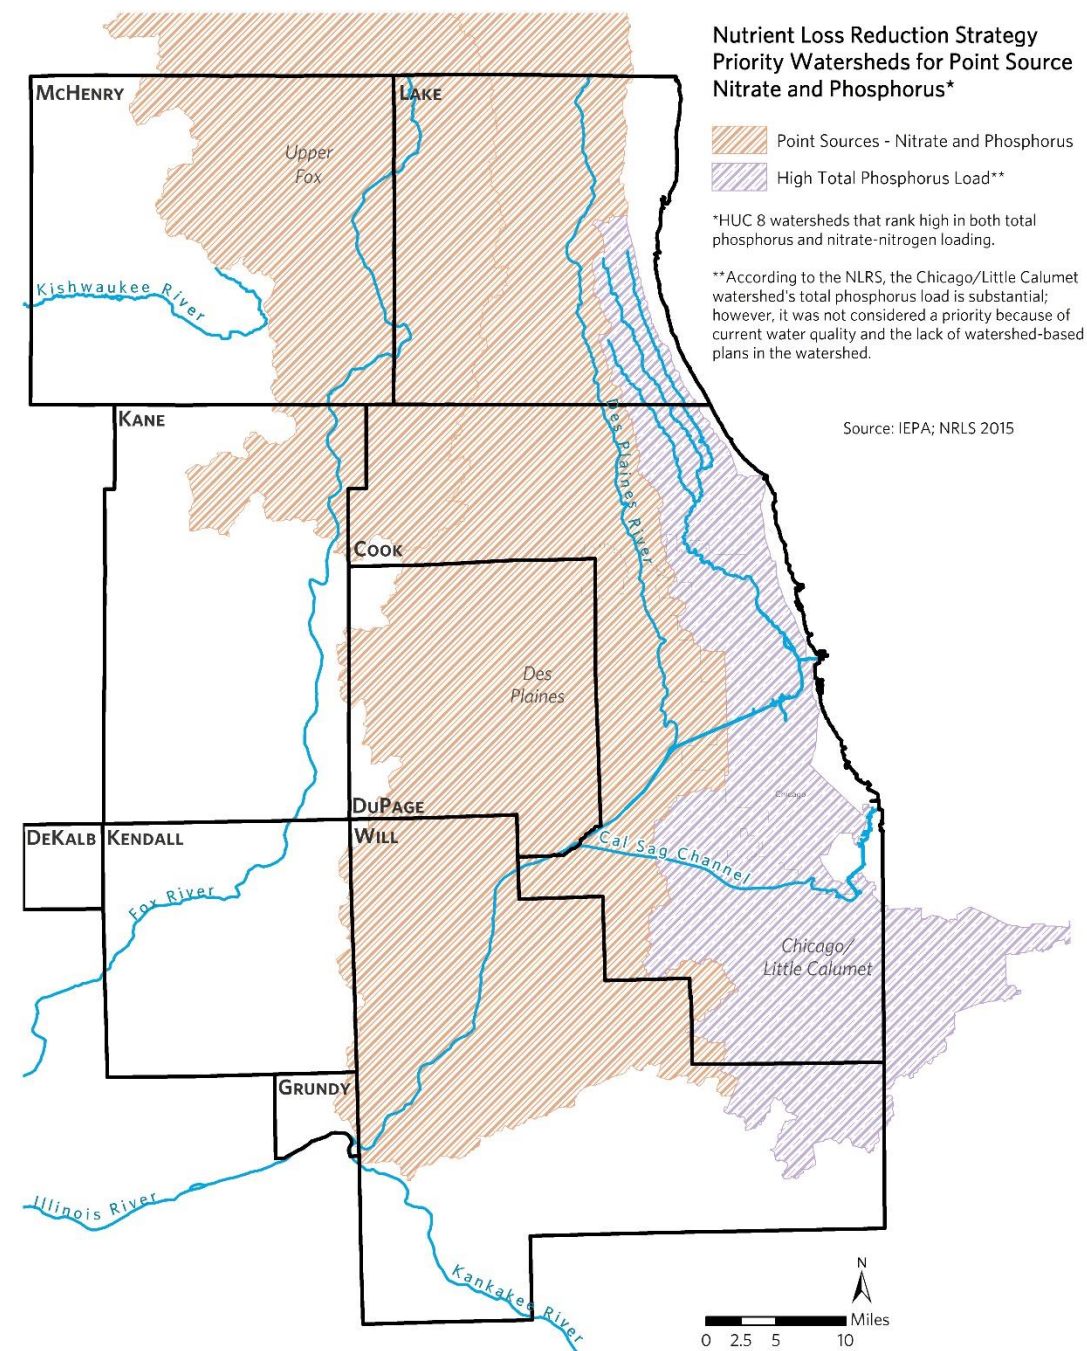 Nutrient Loss Reduction Strategy
Priority Watersheds for Point Source
Nitrate and Phosphorus*
Point Sources - Nitrate and Phosphorus
High Total Phosphorus Load**
*HUC 8 watersheds that rank high in both total
phosphorus and nitrate-nitrogen loading.
**According to the NLRS, the Chicago/Little Calumet
watershed's total phosphorus load is substantial;
however, it was not considered a priority because of
current water quality and the lack of watershed-based
plans in the watershed.
Source: IEPA; NRLS 2015
MCHENRY
LAKE
Upper
Fox
Kishwaukee River
KANE
Des Plaines River
COOK
Des
Plaines
Chicago
DUPAGE
DEKALB
KENDALL
WILL
Cal Sag Channel
Fox River
Chicago/
Little Calumet
GRUNDY
Illinois River
Kankakee River
N
Miles
0 2.5 5 10